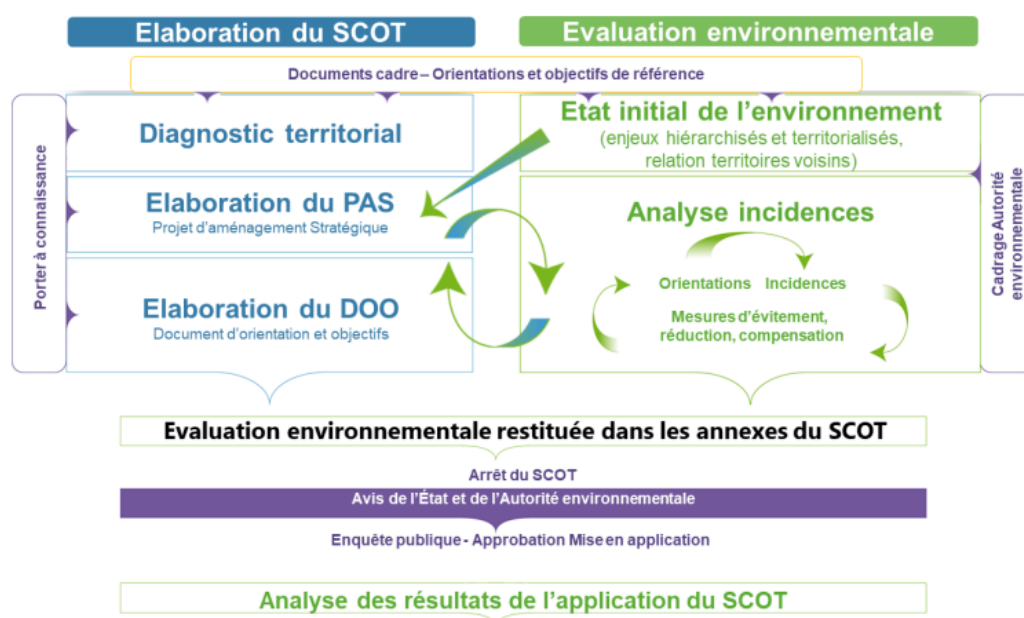 Elaboration du SCOT
Evaluation environnementale
Documents cadre – Orientations et objectifs de référence
Porter à connaissance
Diagnostic territorial
Etat initial de l'environnement
(enjeux hiérarchisés et territorialisés,
relation territoires voisins)
Cadrage Autorité
environnementale
Elaboration du PAS
Projet d'aménagement Stratégique
Analyse incidences
Orientations Incidences
Mesures d'évitement,
réduction, compensation
Elaboration du DOO
Document d'orientation et objectifs
Evaluation environnementale restituée dans les annexes du SCOT
Arrêt du SCOT
Avis de l'État et de l'Autorité environnementale
Enquête publique - Approbation Mise en application
Analyse des résultats de l'application du SCOT